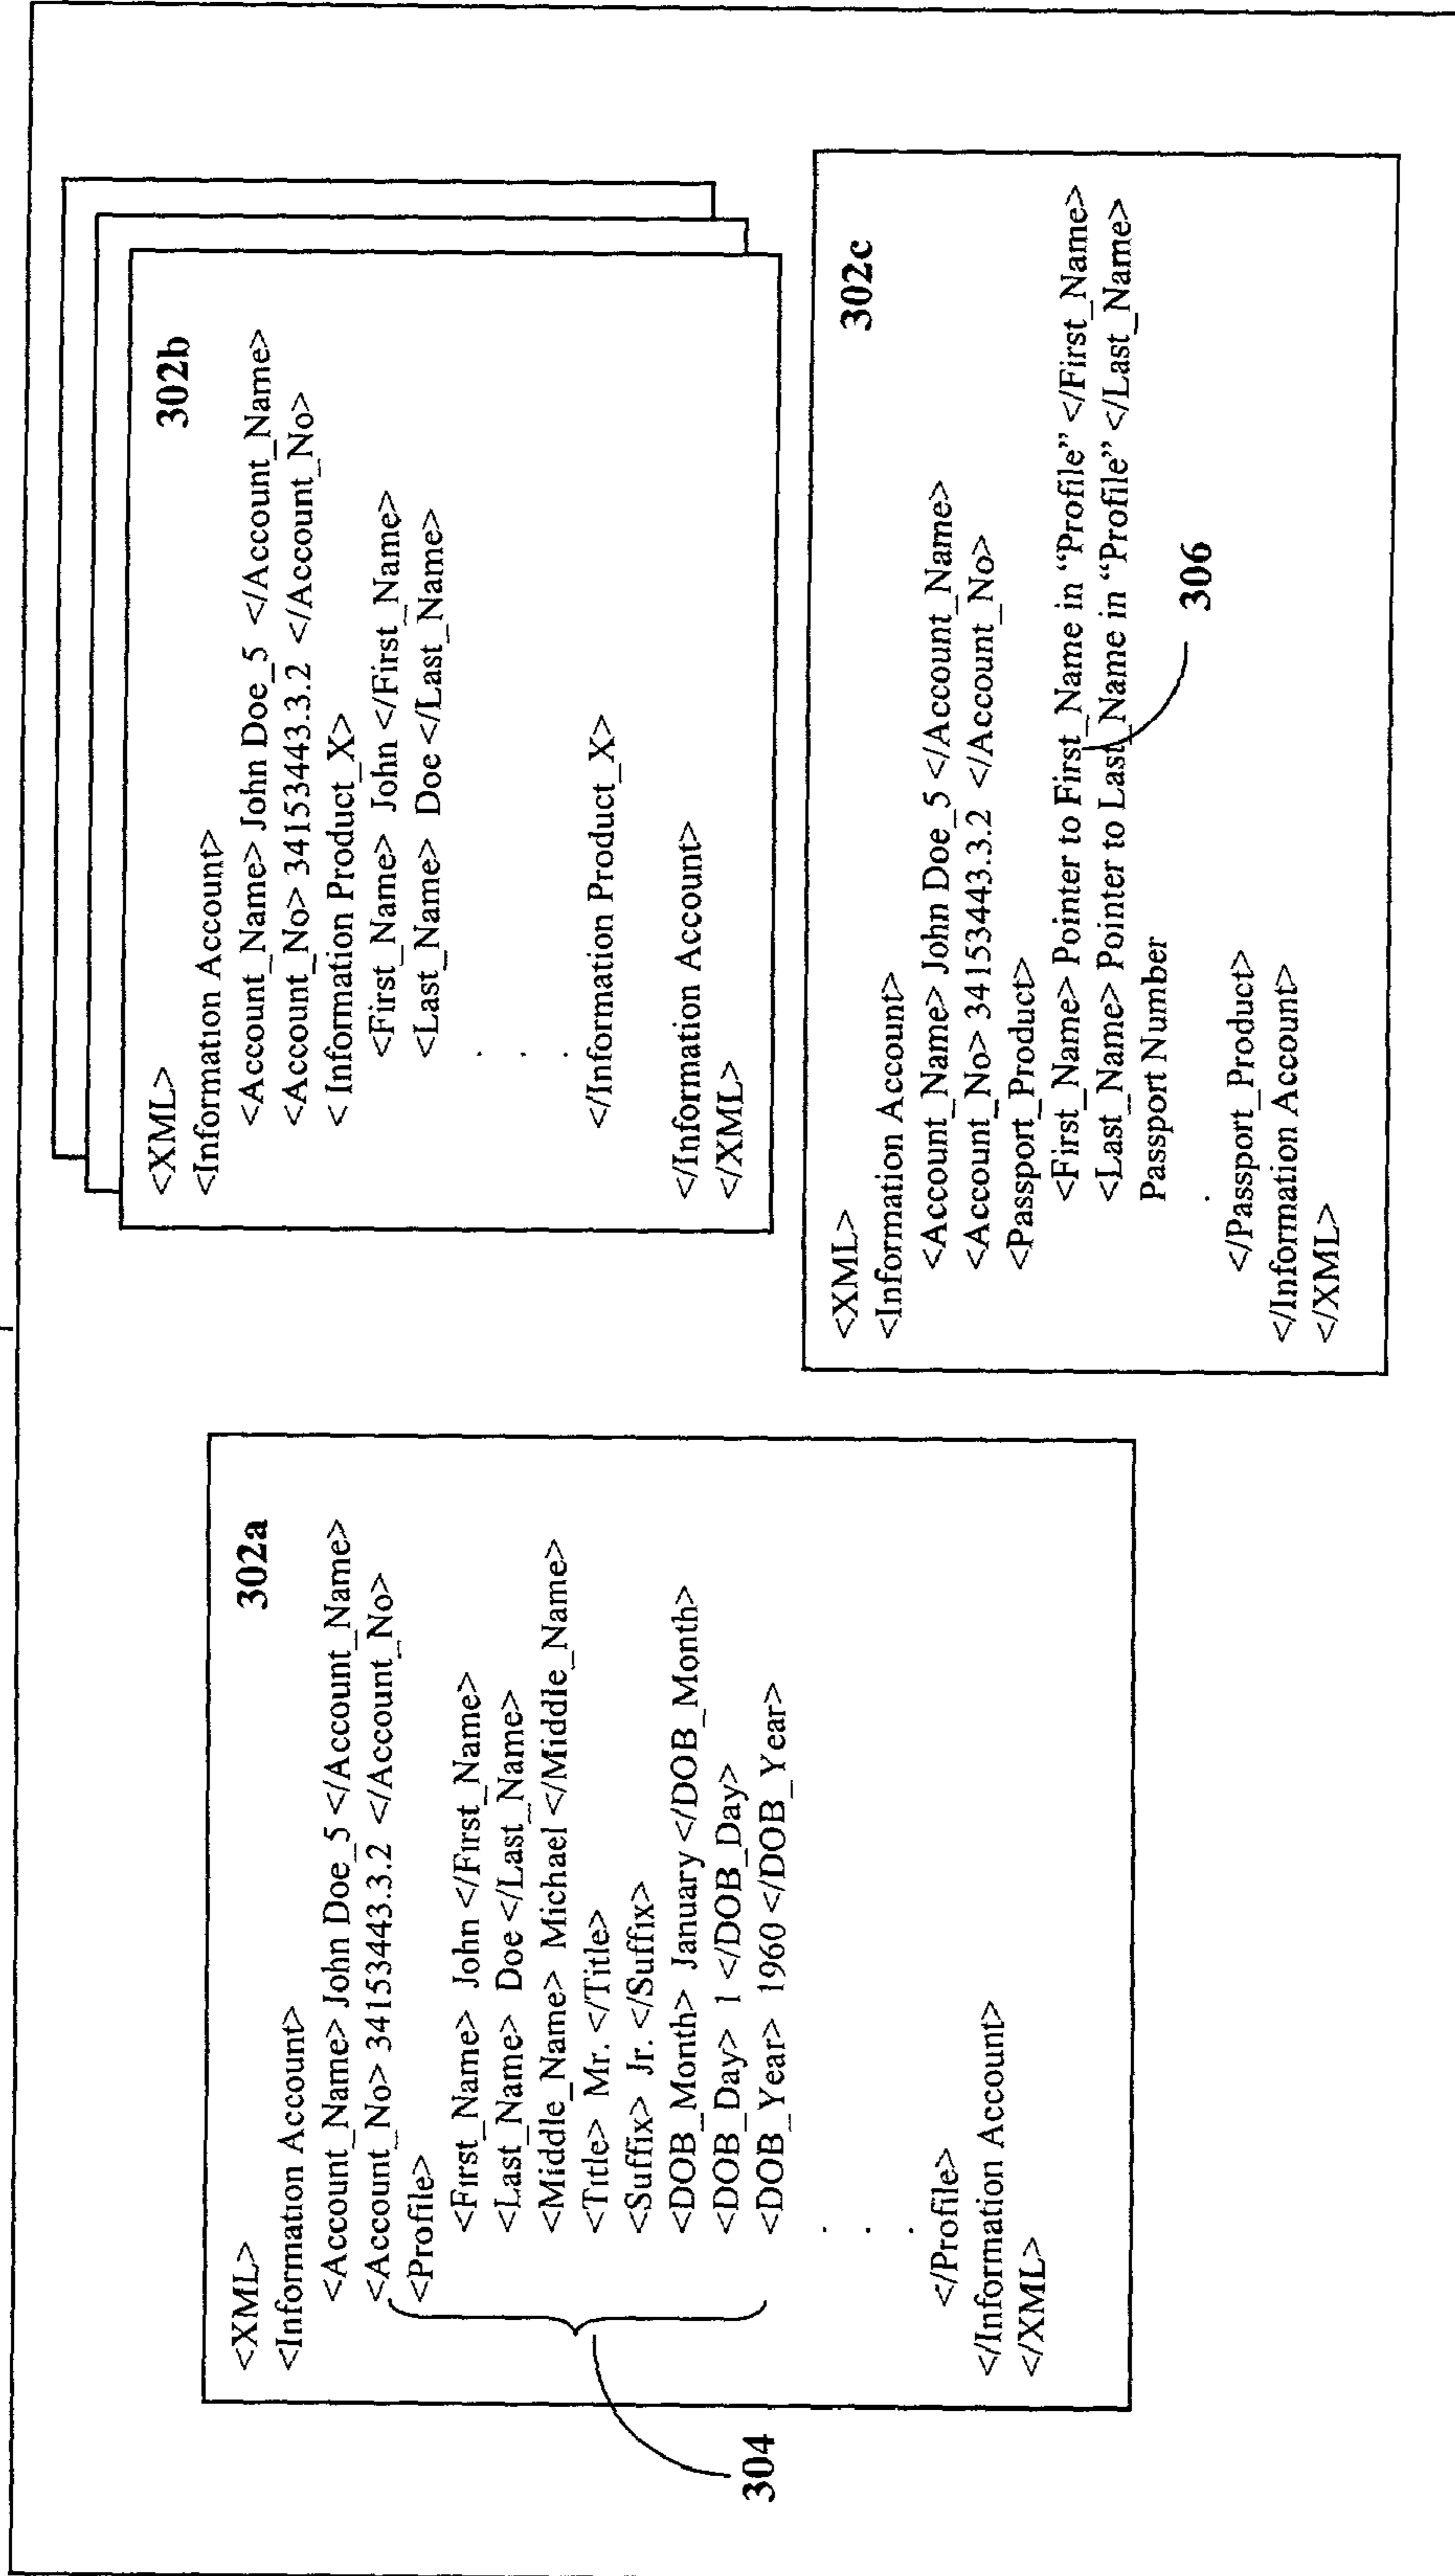 302a
<XML>
<Information Account>
<Account_Name> John Doe_5 </Account_Name>
<Account_No> 34153443.3.2 </Account_No>
<Profile>
<First_Name> John </First_Name>
<Last_Name> Doe </Last_Name>
<Middle_Name> Michael </Middle_Name>
<Title> Mr. </Title>
<Suffix> Jr. </Suffix>
<DOB_Month> January </DOB_Month>
<DOB_Day> 1 </DOB_Day>
<DOB_Year> 1960 </DOB_Year>
.
.
.
</Profile>
</Information Account>
</XML>
304
302b
<XML>
<Information Account>
<Account_Name> John Doe_5 </Account_Name>
<Account_No> 34153443.3.2 </Account_No>
< Information Product_X>
<First_Name> John </First_Name>
<Last_Name> Doe </Last_Name>
.
.
.
</Information Product_X>
</Information Account>
</XML>
302c
<XML>
<Information Account>
<Account_Name> John Doe_5 </Account_Name>
<Account_No> 34153443.3.2 </Account_No>
<Passport_Product>
<First_Name> Pointer to First_Name in “Profile” </First_Name>
<Last_Name> Pointer to Last_Name in “Profile” </Last_Name>
Passport Number
.
</Passport_Product>
</Information Account>
</XML>
306